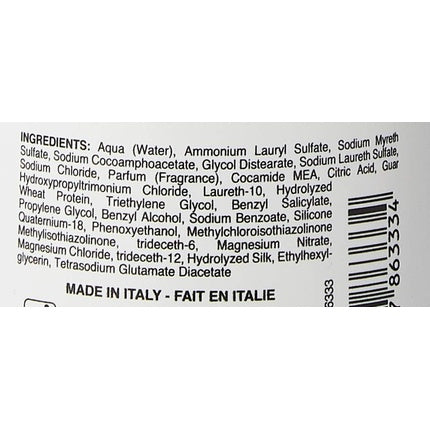 INGREDIENTS: Aqua (Water), Ammonium Lauryl Sulfate, Sodium Myreth
Sulfate, Sodium Cocoamphoacetate, Glycol Distearate, Sodium Laureth Sulfate,
Sodium Chloride, Parfum (Fragrance), Cocamide MEA, Citric Acid, Guar
Hydroxypropyltrimonium Chloride, Laureth-10, Hydrolyzed
Wheat Protein, Triethylene Glycol, Benzyl Salicylate,
Propylene Glycol, Benzyl Alcohol, Sodium Benzoate, Silicone
Quaternium-18, Phenoxyethanol, Methylchloroisothiazolinone
Methylisothiazolinone, trideceth-6, Magnesium Nitrate,
Magnesium Chloride, trideceth-12, Hydrolyzed Silk, Ethylhexyl-
glycerin, Tetrasodium Glutamate Diacetate
MADE IN ITALY - FAIT EN ITALIE
6333
863334